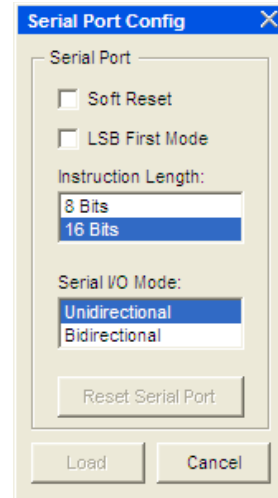 Serial Port Config
Serial Port
Soft Reset
LSB First Mode
Instruction Length:
8 Bits
16 Bits
Serial I/O Mode:
Unidirectional
Bidirectional
Reset Serial Port
Load
Cancel